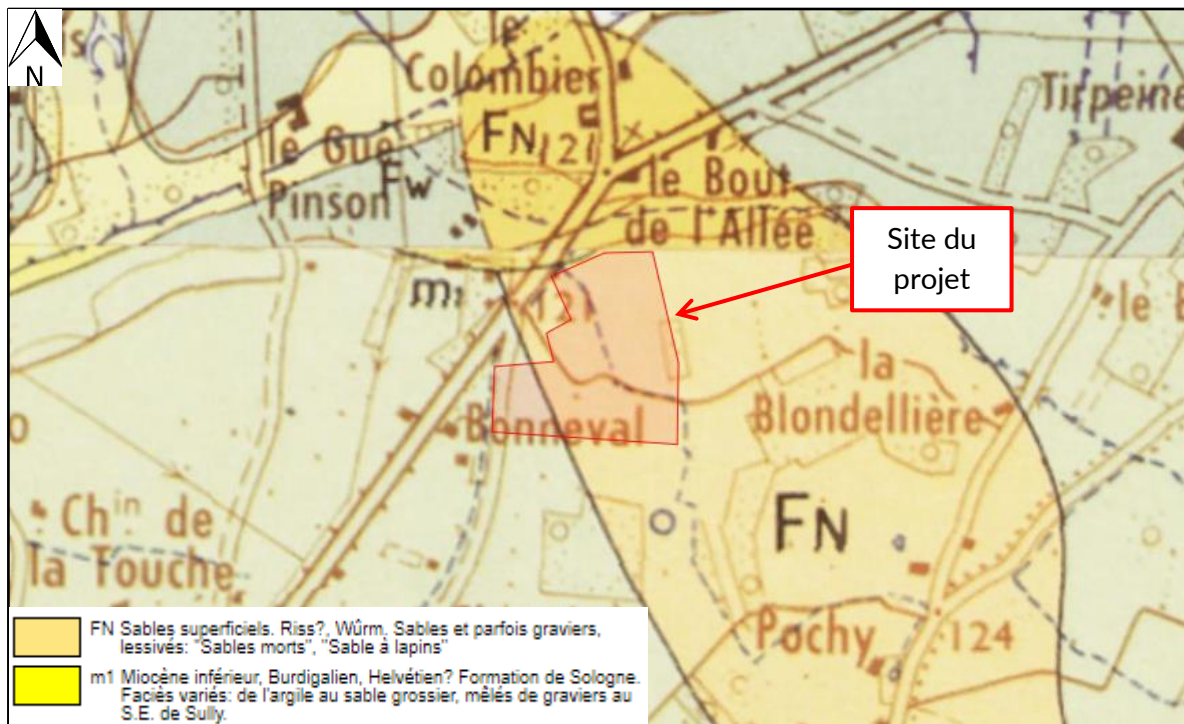 N
s
le
Colombier
Tirpeine
FN
121
le Gué
Pinson
Fw
le Bout
de l'Allée
Site du
projet
m1
121
le B
la
Blondellière
Bonneval
o
FN
Chin de
la Touche
Pochy
124
FN Sables superficiels. Riss?, Würm. Sables et parfois graviers,
lessivés: "Sables morts", "Sable à lapins"
m1 Miocène inférieur, Burdigalien, Helvétien? Formation de Sologne.
Faciès variés: de l'argile au sable grossier, mêlés de graviers au
S.E. de Sully.